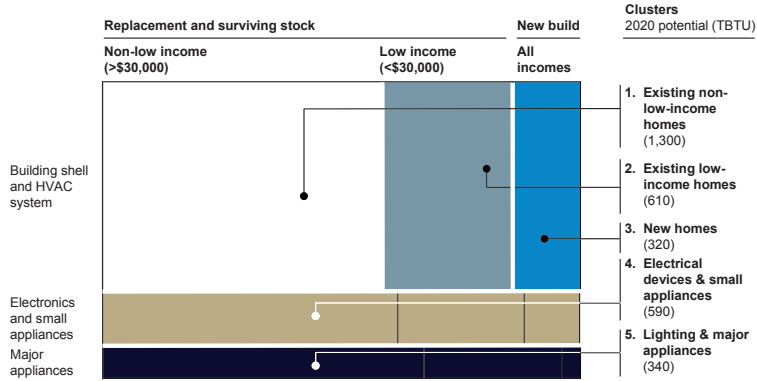 Clusters
2020 potential (TBTU)
Replacement and surviving stock
New build
Non-low income
(>$30,000)
Low income
(<$30,000)
All
incomes
Building shell
and HVAC
system
Electronics
and small
appliances
Major
appliances
1. Existing non-
low-income
homes
(1,300)
2. Existing low-
income homes
(610)
3. New homes
(320)
4. Electrical
devices & small
appliances
(590)
5. Lighting & major
appliances
(340)